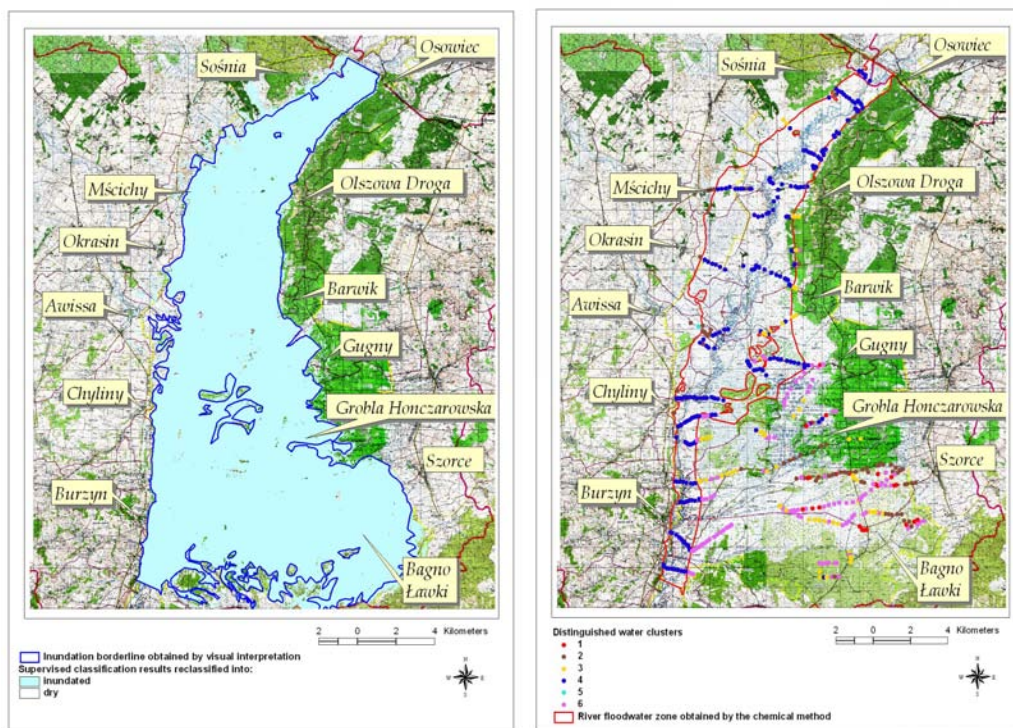 Osowiec
Sośnia
Mścichy
Olszowa Droga
Okrasin
Barwik
Awissa
Gugny
Chyliny
Grobla Honczarowska
Szorce
Burzyn
Bagno
Ławki
2 0 2 4 Kilometers
Inundation borderline obtained by visual interpretation
Supervised classification results reclassified into:
inundated
dry
Osowiec
Sośnia
Mścichy
Olszowa Droga
Okrasin
Barwik
Awissa
Gugny
Chyliny
Grobla Honczarowska
Szorce
Burzyn
Bagno
Ławki
2 0 2 4 Kilometers
Distinguished water clusters
1
2
3
4
5
6
River floodwater zone obtained by the chemical method